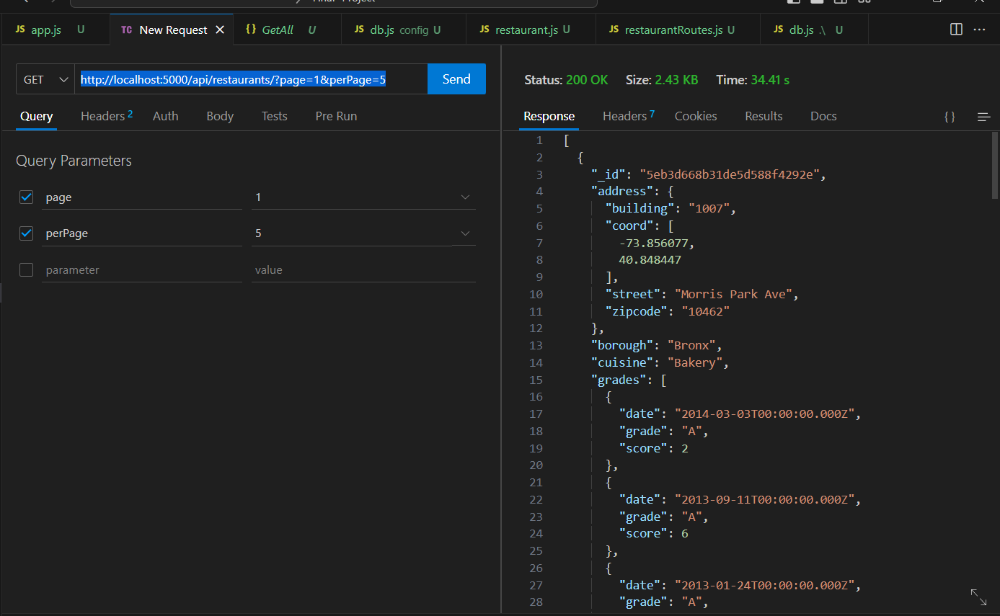 JS app.js U
TC New Request ×
{} GetAll U
JS db.js config U
JS restaurant.js U
JS restaurantRoutes.js U
JS db.js .\ U
GET http://localhost:5000/api/restaurants/?page=1&perPage=5 Send
Query Headers 2 Auth Body Tests Pre Run
Query Parameters
page 1
perPage 5
parameter value
Status: 200 OK Size: 2.43 KB Time: 34.41 s
Response Headers 7 Cookies Results Docs {}
1 [
2 {
3 "_id": "5eb3d668b31de5d588f4292e",
4 "address": {
5 "building": "1007",
6 "coord": [
7 -73.856077,
8 40.848447
9 ],
10 "street": "Morris Park Ave",
11 "zipcode": "10462"
12 },
13 "borough": "Bronx",
14 "cuisine": "Bakery",
15 "grades": [
16 {
17 "date": "2014-03-03T00:00:00.000Z",
18 "grade": "A",
19 "score": 2
20 },
21 {
22 "date": "2013-09-11T00:00:00.000Z",
23 "grade": "A",
24 "score": 6
25 },
26 {
27 "date": "2013-01-24T00:00:00.000Z",
28 "grade": "A",